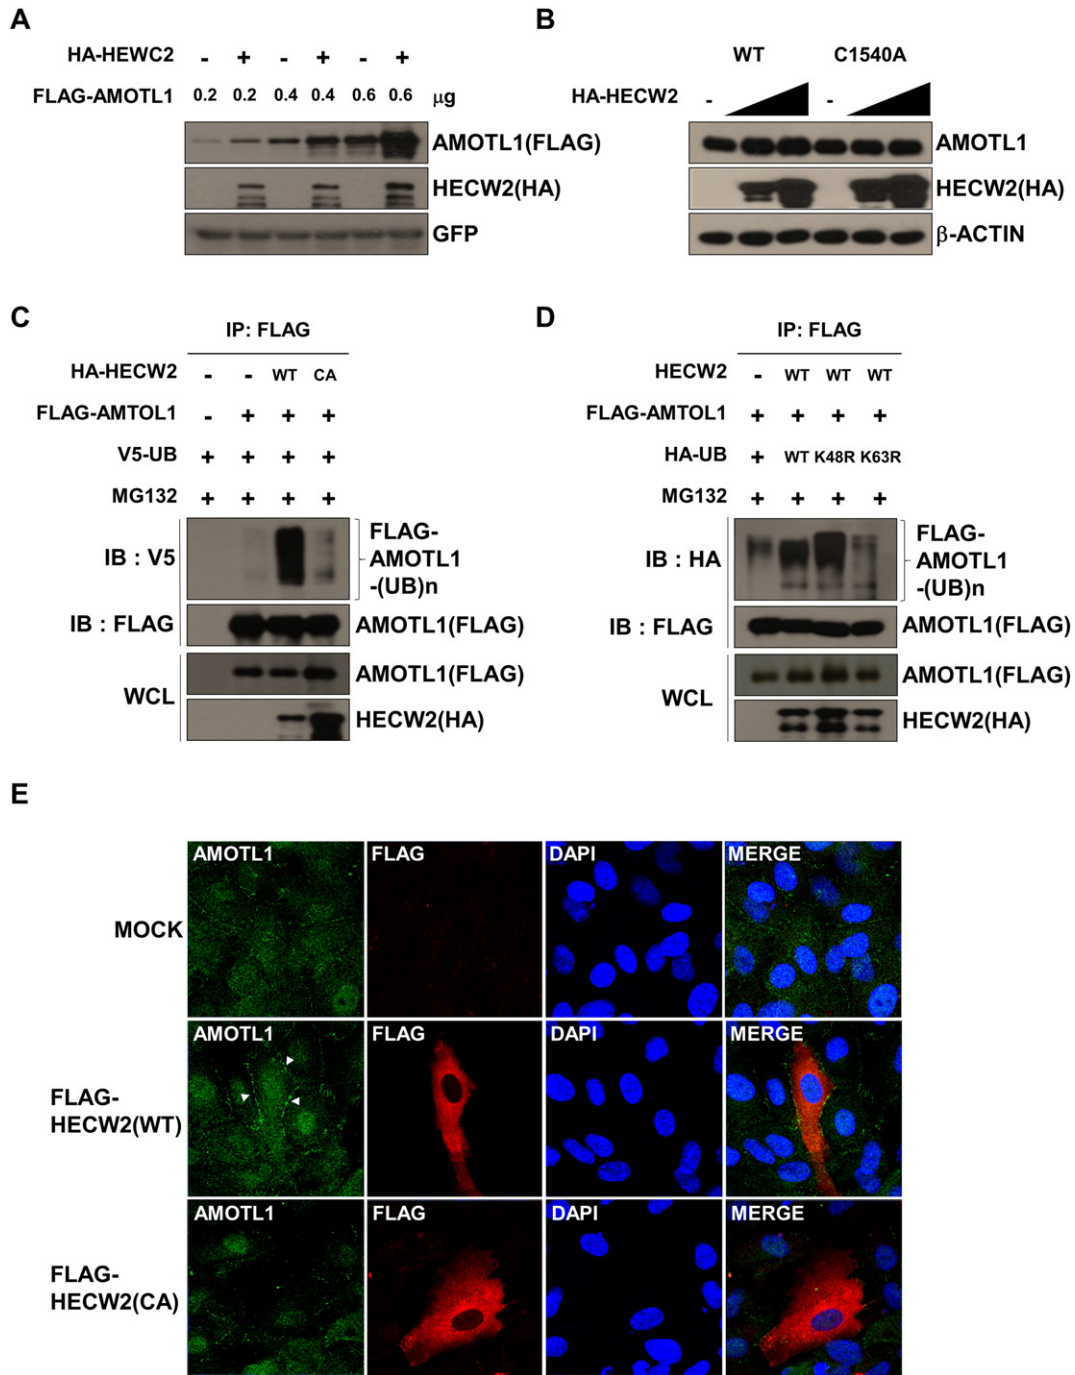 A
HA-HEWC2 - + - + - +
FLAG-AMOTL1 0.2 0.2 0.4 0.4 0.6 0.6 μg
AMOTL1(FLAG)
HECW2(HA)
GFP
B
WT C1540A
HA-HECW2 - -
AMOTL1
HECW2(HA)
β-ACTIN
C
IP: FLAG
HA-HECW2 - - WT CA
FLAG-AMTOL1 - + + +
V5-UB + + + +
MG132 + + + +
IB : V5
FLAG-
AMOTL1
-(UB)n
IB : FLAG AMOTL1(FLAG)
WCL
AMOTL1(FLAG)
HECW2(HA)
D
IP: FLAG
HECW2 - WT WT WT
FLAG-AMTOL1 + + + +
HA-UB + WT K48R K63R
MG132 + + + +
IB : HA
FLAG-
AMOTL1
-(UB)n
IB : FLAG AMOTL1(FLAG)
WCL
AMOTL1(FLAG)
HECW2(HA)
E
MOCK
AMOTL1 FLAG DAPI MERGE
FLAG-
HECW2(WT)
AMOTL1 FLAG DAPI MERGE
FLAG-
HECW2(CA)
AMOTL1 FLAG DAPI MERGE